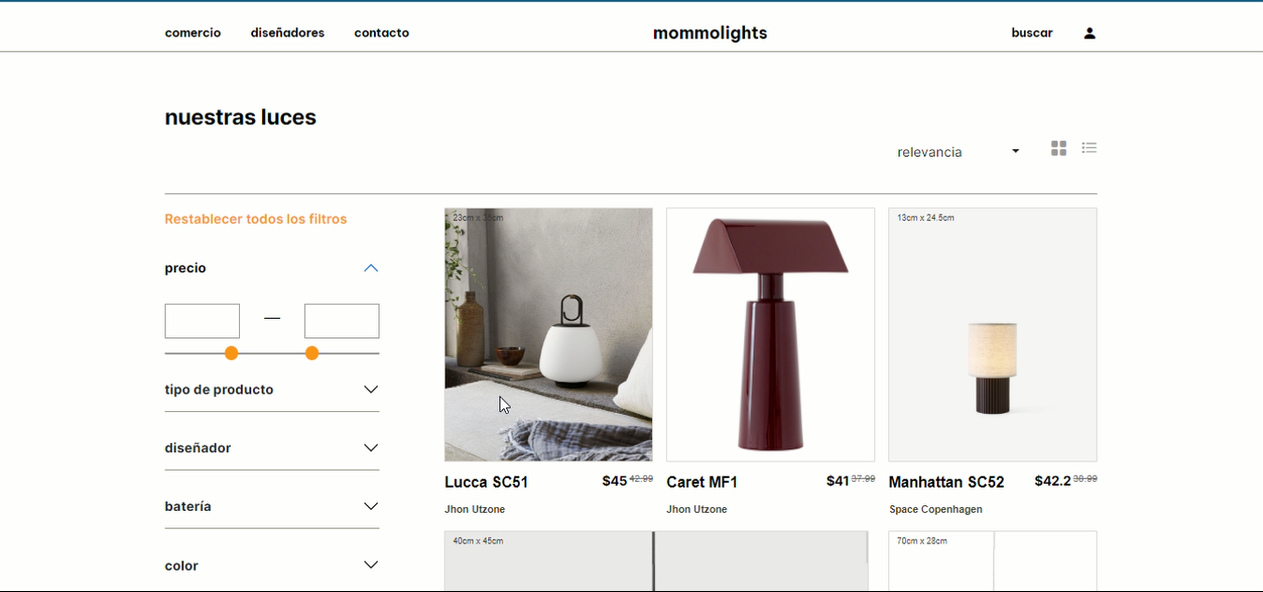 comercio diseñadores contacto mommolights buscar
nuestras luces
relevancia
Restablecer todos los filtros
precio
—
tipo de producto
diseñador
batería
color
23cm x 35cm
13cm x 24.5cm
Lucca SC51 $45 42.99 Caret MF1 $41 37.99 Manhattan SC52 $42.2 38.99
Jhon Utzone Jhon Utzone Space Copenhagen
40cm x 45cm 70cm x 28cm